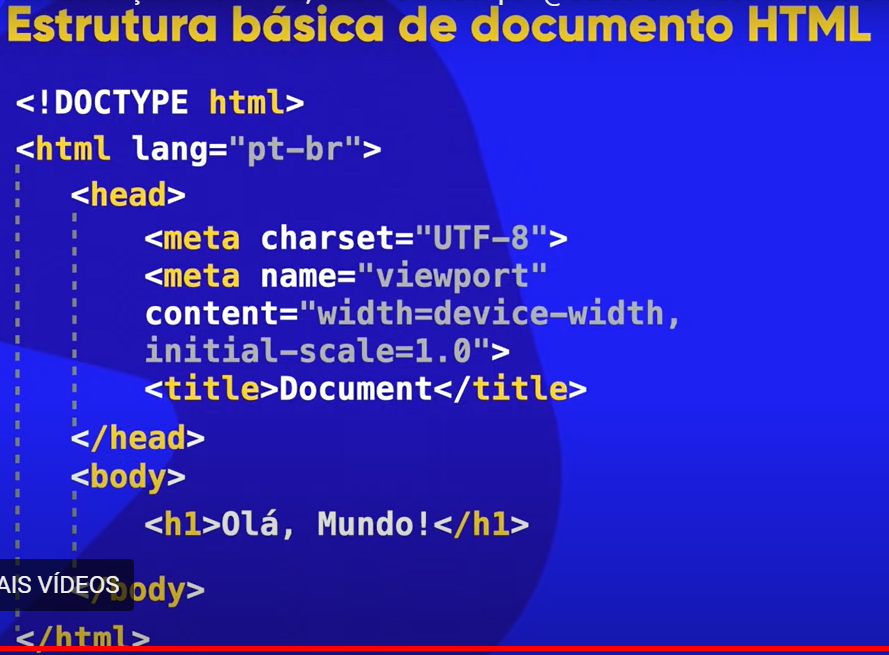 Estrutura básica de documento HTML
<!DOCTYPE html>
<html lang="pt-br">
<head>
<meta charset="UTF-8">
<meta name="viewport"
content="width=device-width,
initial-scale=1.0">
<title>Document</title>
</head>
<body>
<h1>Olá, Mundo!</h1>
AIS VÍDEOS
</body>
</html>